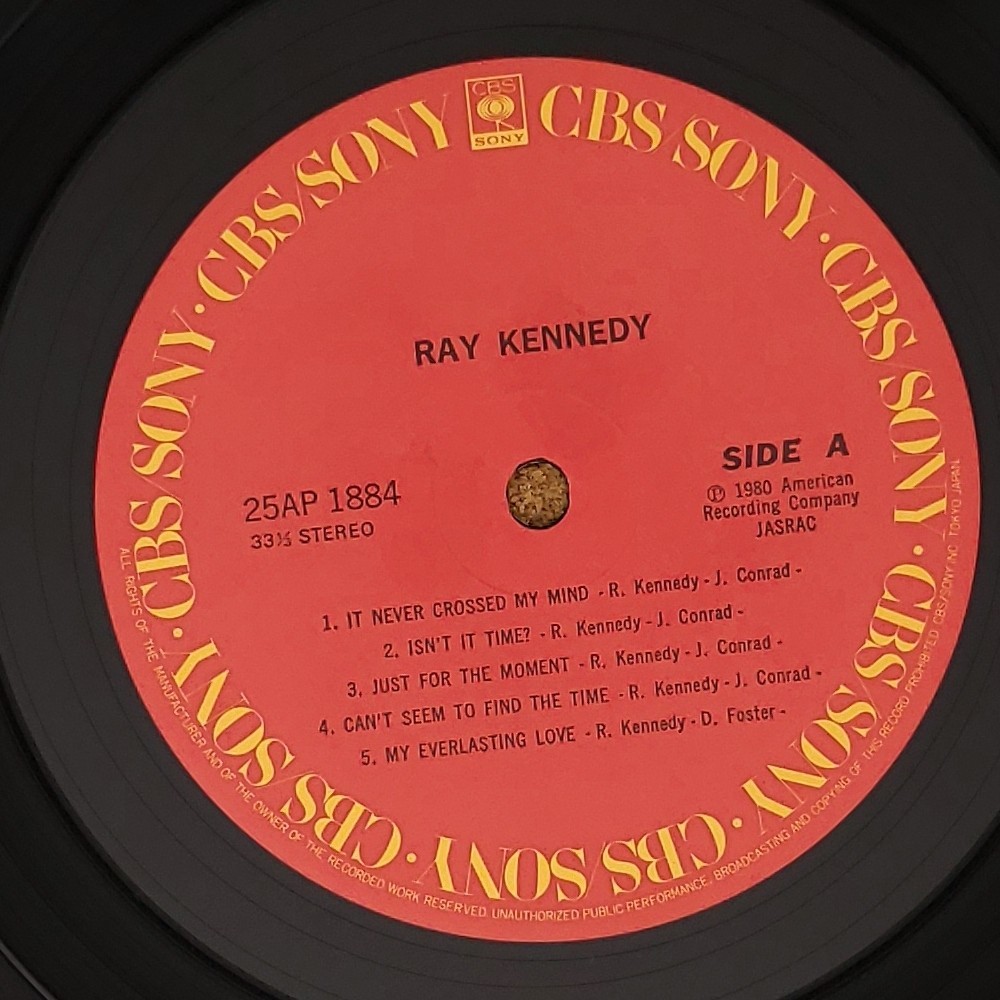 CBS
SONY
CBS/SONY · CBS/SONY · CBS/SONY · CBS/SONY · CBS/SONY · CBS/SONY · CBS/SONY
RAY KENNEDY
SIDE A
25AP 1884
33⅓ STEREO
Ⓟ 1980 American
Recording Company
JASRAC
1. IT NEVER CROSSED MY MIND - R. Kennedy - J. Conrad -
2. ISN'T IT TIME? - R. Kennedy - J. Conrad -
3. JUST FOR THE MOMENT - R. Kennedy - J. Conrad -
4. CAN'T SEEM TO FIND THE TIME - R. Kennedy - J. Conrad -
5. MY EVERLASTING LOVE - R. Kennedy - D. Foster -
ALL RIGHTS OF THE MANUFACTURER AND OF THE OWNER OF THE RECORDED WORK RESERVED. UNAUTHORIZED PUBLIC PERFORMANCE, BROADCASTING AND COPYING OF THIS RECORD PROHIBITED CBS/SONY INC. TOKYO JAPAN